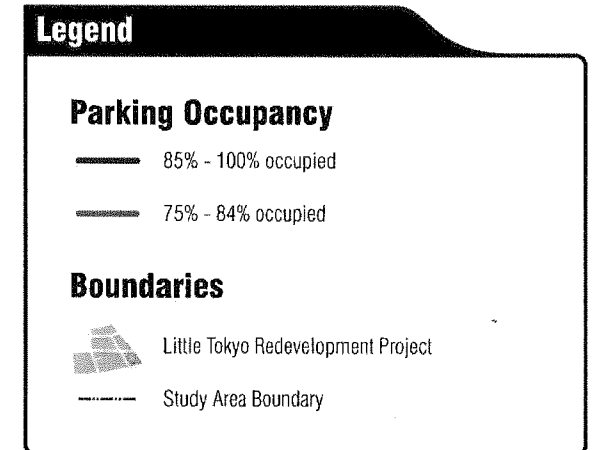 Legend
Parking Occupancy
85% - 100% occupied
75% - 84% occupied
Boundaries
Little Tokyo Redevelopment Project
Study Area Boundary